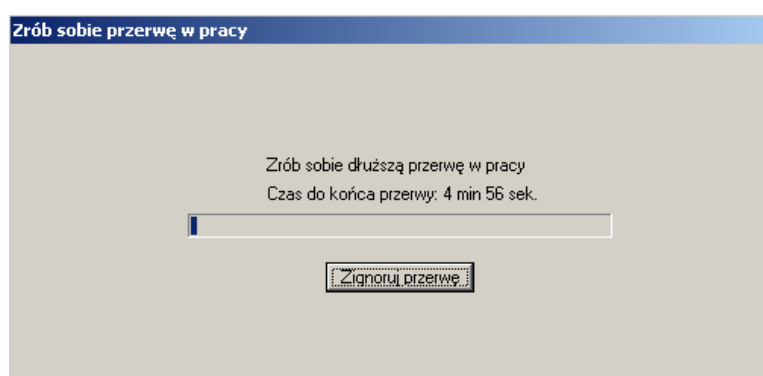 Zrób sobie przerwę w pracy
Zrób sobie dłuższą przerwę w pracy
Czas do końca przerwy: 4 min 56 sek.
Zignoruj przerwę